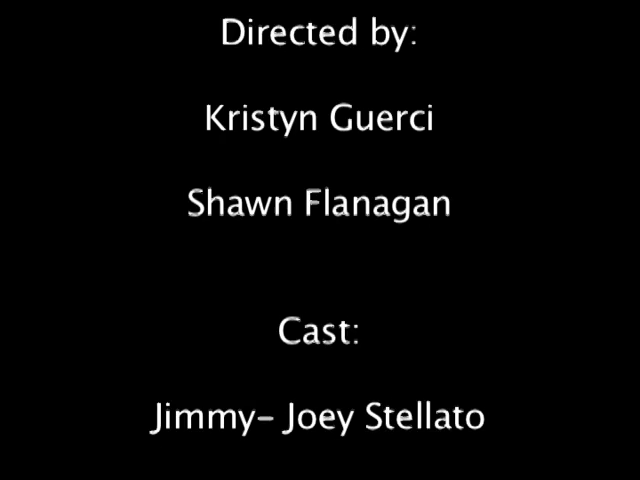 Directed by:
Kristyn Guerci
Shawn Flanagan
Cast:
Jimmy- Joey Stellato